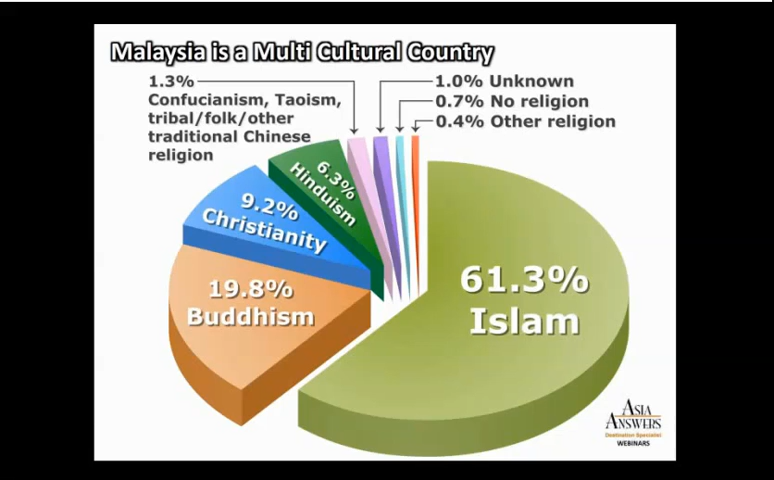 Malaysia is a Multi Cultural Country
1.3%
Confucianism, Taoism,
tribal/folk/other
traditional Chinese
religion
1.0% Unknown
0.7% No religion
0.4% Other religion
6.3%
Hinduism
9.2%
Christianity
19.8%
Buddhism
61.3%
Islam
ASIA
ANSWERS
Destination Specialist
WEBINARS